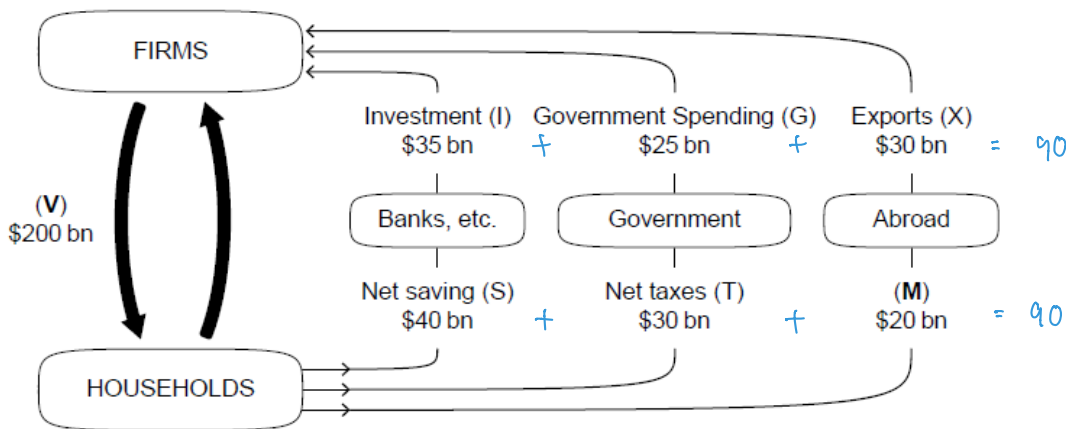 FIRMS
Investment (I) Government Spending (G) Exports (X)
$35 bn + $25 bn + $30 bn = 90
(V)
$200 bn
Banks, etc. Government Abroad
Net saving (S) Net taxes (T) (M)
$40 bn + $30 bn + $20 bn = 90
HOUSEHOLDS